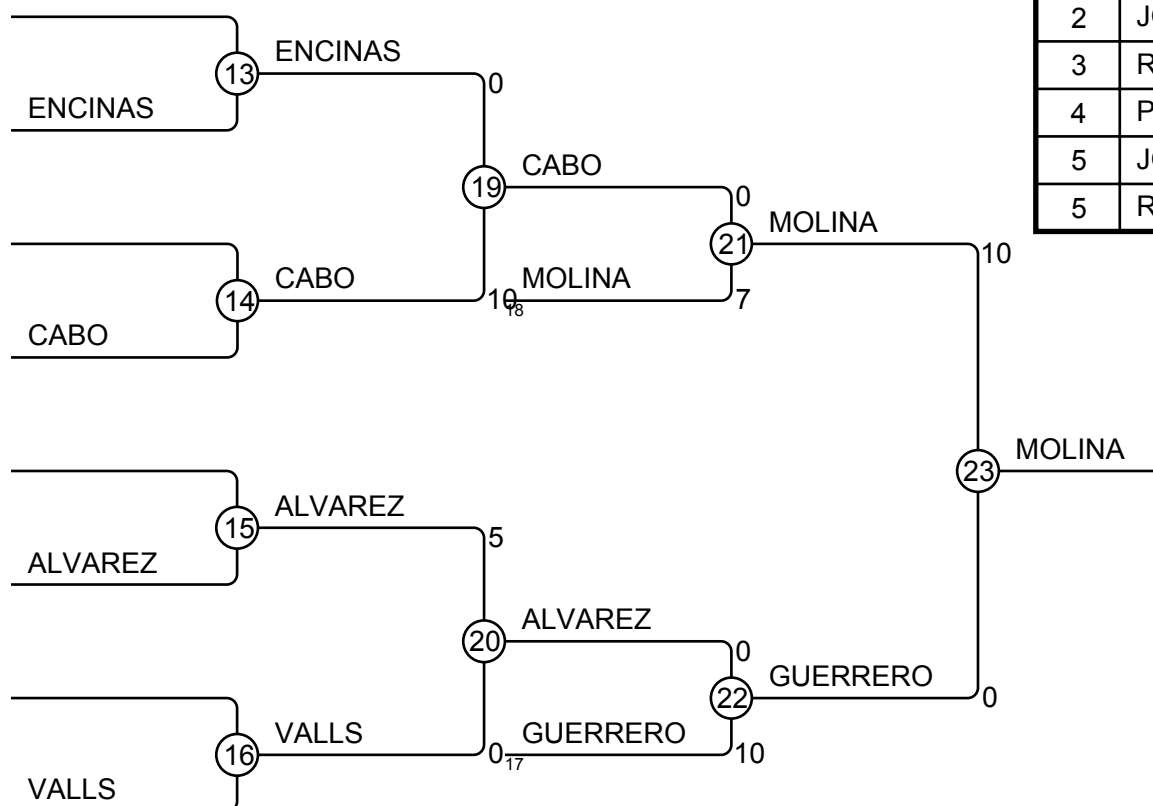 2 J
3 R
4 P
5 J
5 R
ENCINAS
13
0
ENCINAS
CABO
19
0
MOLINA
21
10
CABO
MOLINA
14
10
18
7
CABO
MOLINA
23
ALVAREZ
15
5
ALVAREZ
ALVAREZ
20
0
GUERRERO
22
0
VALLS
GUERRERO
16
0
17
10
VALLS